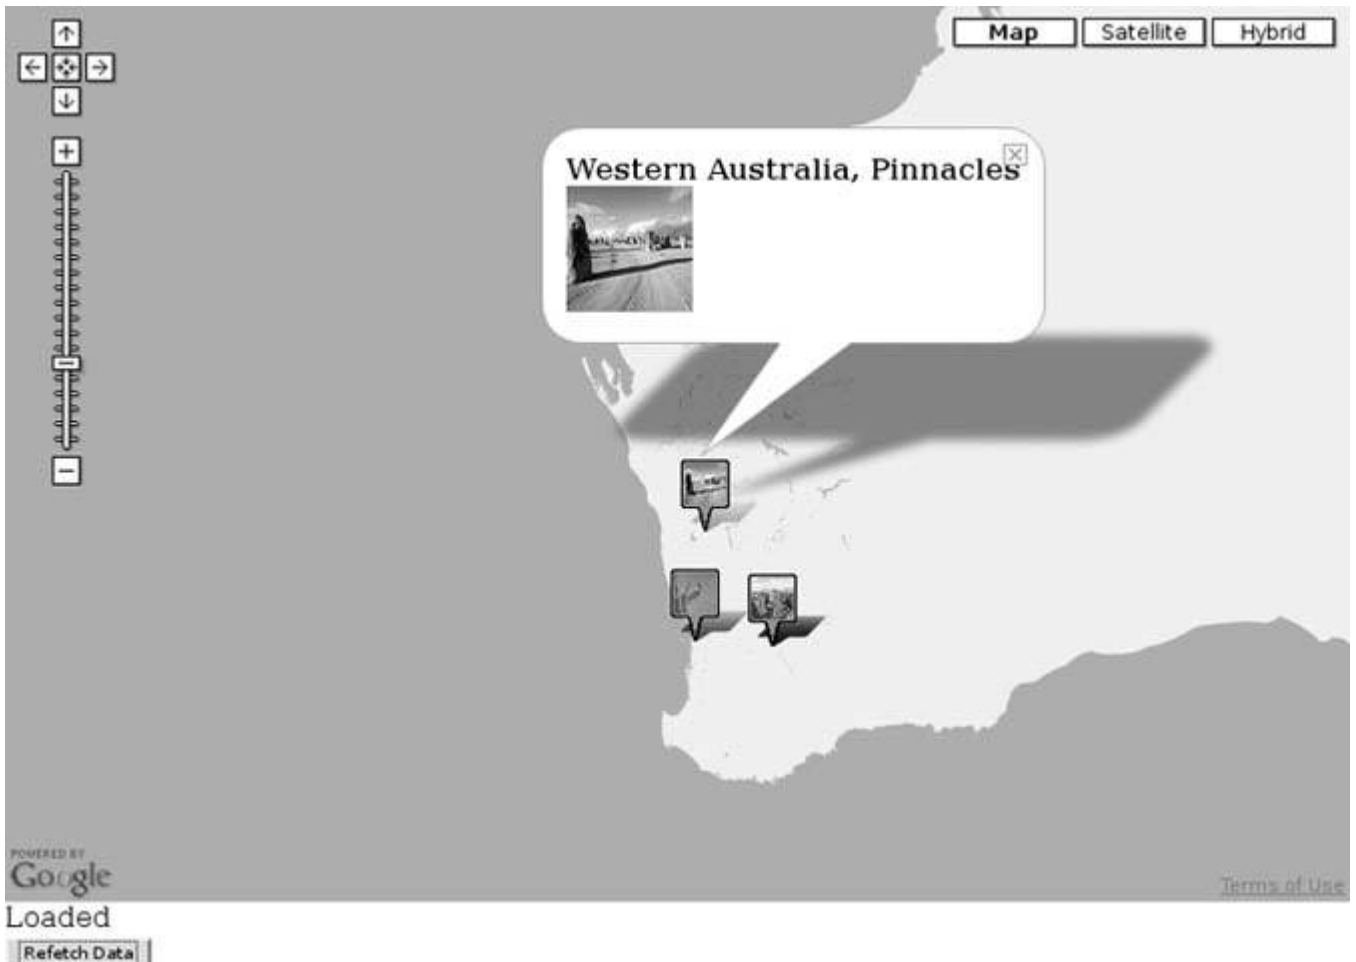 Map Satellite Hybrid
Western Australia, Pinnacles
POWERED BY
Google
Terms of Use
Loaded
Refetch Data